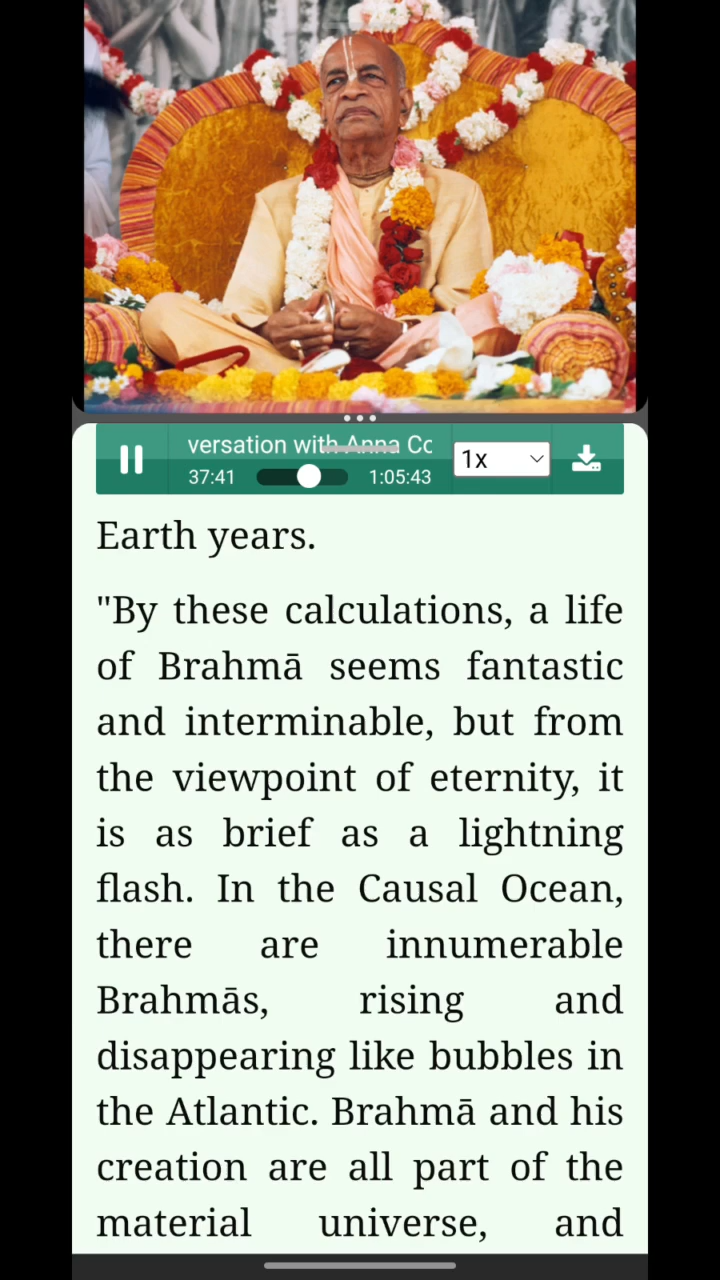 versation with Anna Co
37:41
1:05:43
1x
Earth years.
"By these calculations, a life
of Brahmā seems fantastic
and interminable, but from
the viewpoint of eternity, it
is as brief as a lightning
flash. In the Causal Ocean,
there are innumerable
Brahmās, rising and
disappearing like bubbles in
the Atlantic. Brahmā and his
creation are all part of the
material universe, and